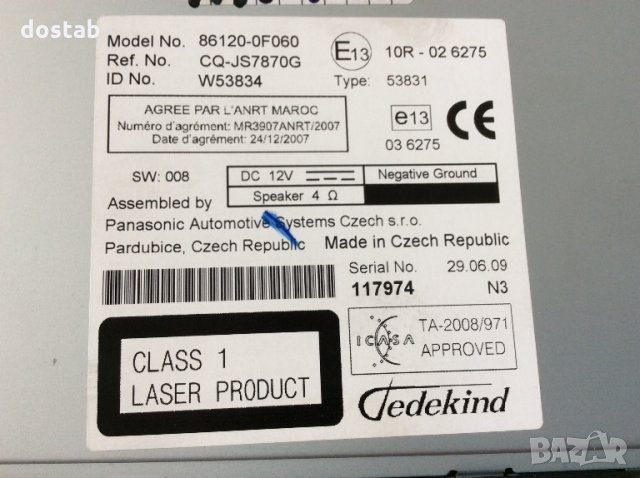 dostab
Model No. 86120-0F060
Ref. No. CQ-JS7870G
ID No. W53834
E13 10R - 02 6275
Type: 53831
AGREE PAR L'ANRT MAROC
Numéro d'agrément: MR3907ANRT/2007
Date d'agrément: 24/12/2007
e13
03 6275
CE
SW: 008
DC 12V
Negative Ground
Speaker 4 Ω
Assembled by
Panasonic Automotive Systems Czech s.r.o.
Pardubice, Czech Republic
Made in Czech Republic
Serial No. 29.06.09
117974 N3
CLASS 1
LASER PRODUCT
ICASA
TA-2008/971
APPROVED
Tedekind
BAZAR